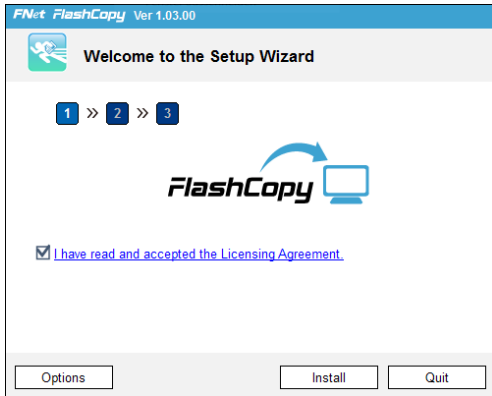 FNet FlashCopy Ver 1.03.00
Welcome to the Setup Wizard
1 » 2 » 3
FlashCopy
I have read and accepted the Licensing Agreement.
Options Install Quit